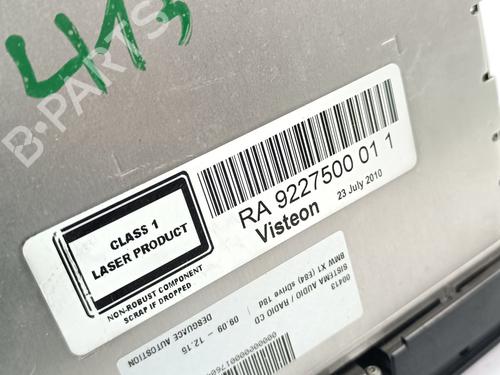 413
B-PARTS
CLASS 1
LASER PRODUCT
NON-ROBUST COMPONENT
SCRAP IF DROPPED
RA 9227500 01 1
Visteon
23 July 2010
00413
SISTEMA AUDIO / RADIO CD
BMW X1 (E84) sDrive 18d
09.09 - 12.15
DESGUACE AUTOSTION